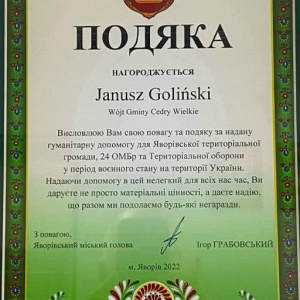 ПОДЯКА
НАГОРОДЖУЄТЬСЯ
Janusz Goliński
Wójt Gminy Cedry Wielkie
Висловлюю Вам свою повагу та подяку за надану
гуманітарну допомогу для Яворівської територіальної
громади, 24 ОМБр та Територіальної оборони
у період воєнного стану на території України.
Надаючи допомогу в цей нелегкий для всіх нас час, Ви
даруєте не просто матеріальні цінності, а даєте надію,
що разом ми подолаємо будь-які негаразди.
З повагою,
Яворівський міський голова Ігор ГРАБОВСЬКИЙ
м. Яворів 2022